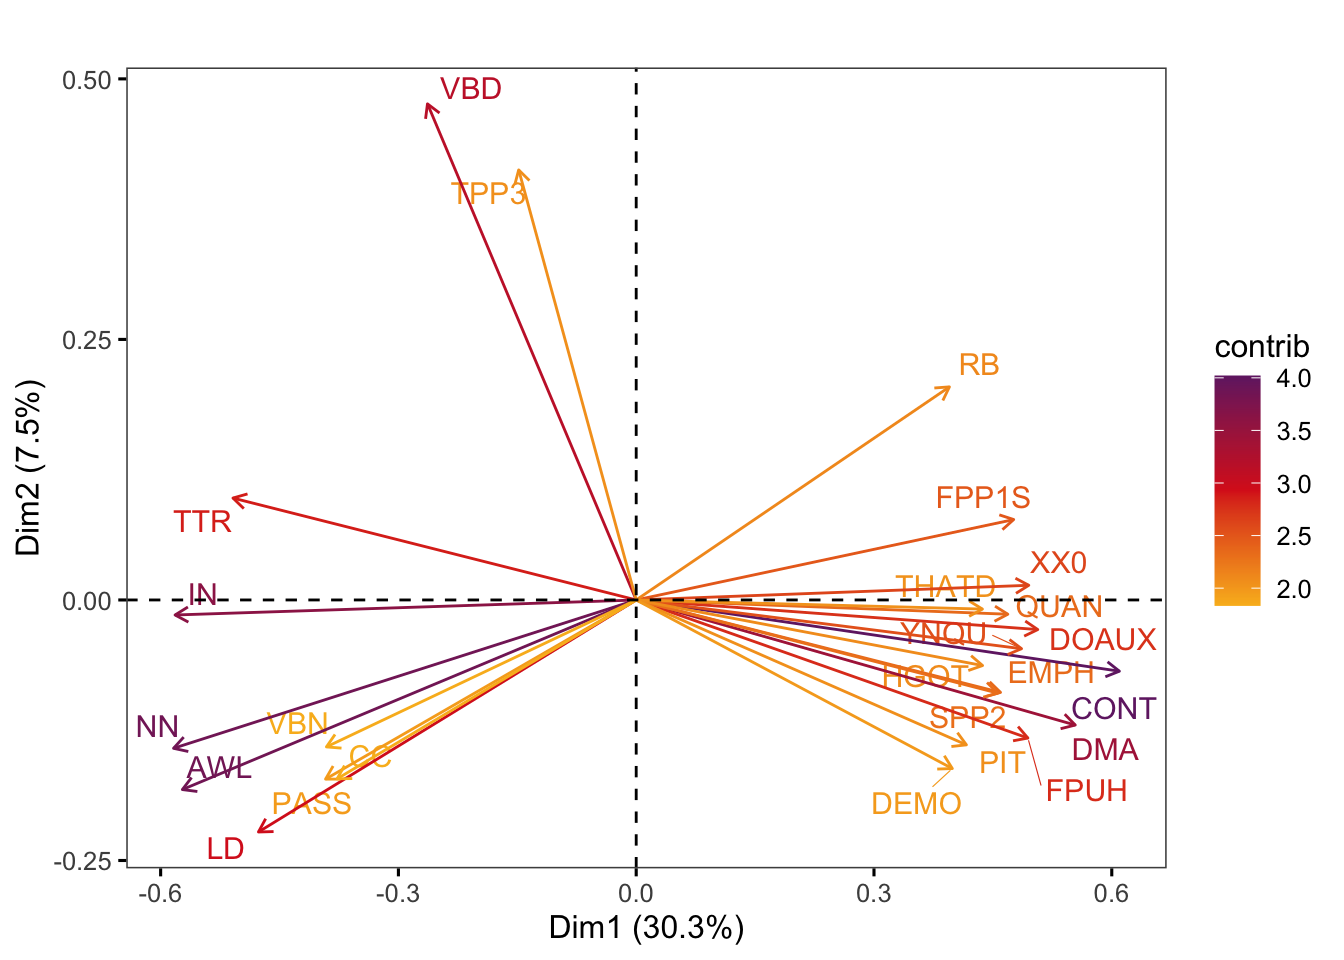 0.50
0.25
0.00
-0.25
Dim2 (7.5%)
VBD
TPP3
RB
FPP1S
TTR
XX0
IN
THATD
QUAN
YNQU
DOAUX
HGOT
EMPH
NN
VBN
SPP2
CONT
AWL
CC
PIT
DMA
PASS
DEMO
FPUH
LD
-0.6
-0.3
0.0
0.3
0.6
Dim1 (30.3%)
contrib
4.0
3.5
3.0
2.5
2.0